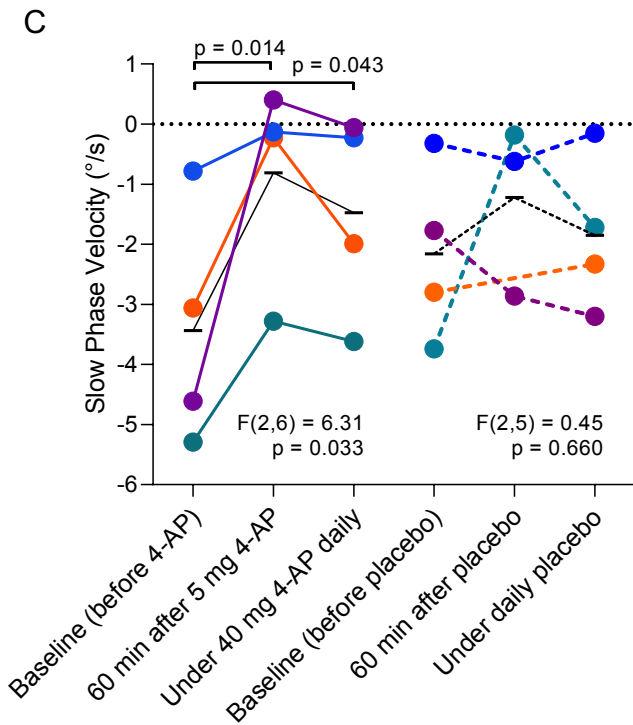 C
p = 0.014
p = 0.043
1
0
-1
-2
-3
-4
-5
-6
Slow Phase Velocity (°/s)
F(2,6) = 6.31
p = 0.033
F(2,5) = 0.45
p = 0.660
Baseline (before 4-AP)
60 min after 5 mg 4-AP
Under 40 mg 4-AP daily
Baseline (before placebo)
60 min after placebo
Under daily placebo